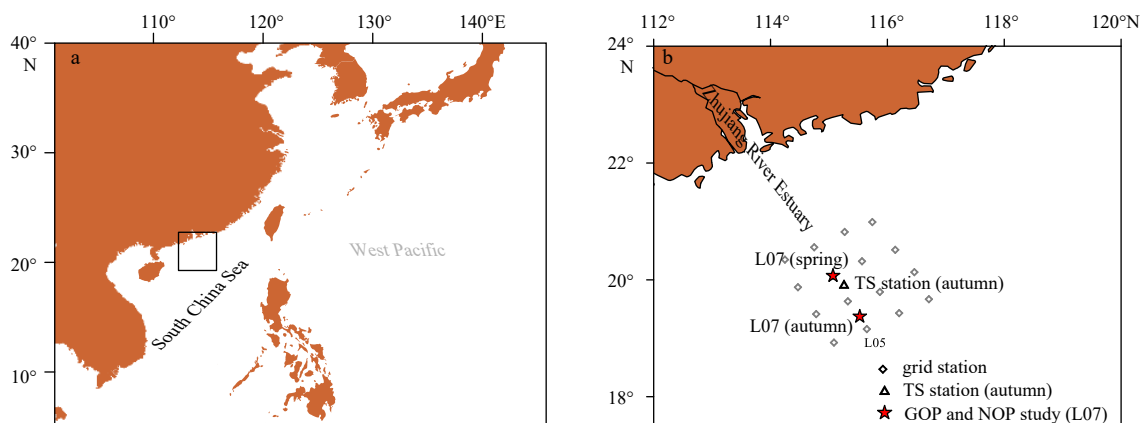 110° 120° 130° 140°E
40°
N
a
30°
20°
10°
West Pacific
South China Sea
112° 114° 116° 118° 120°N
24°
N
b
22°
20°
18°
Zhujiang River Estuary
L07 (spring)
TS station (autumn)
L07 (autumn)
L05
grid station
TS station (autumn)
GOP and NOP study (L07)